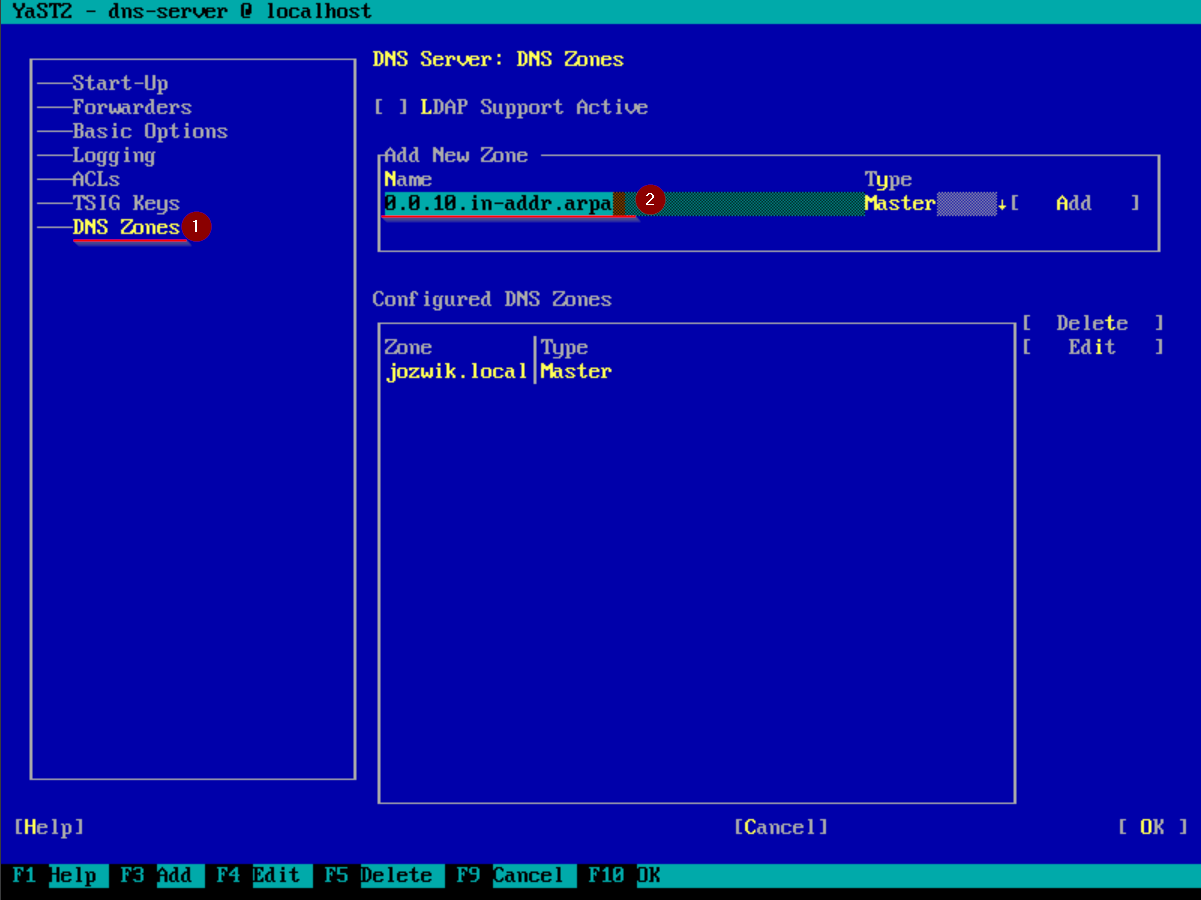 YaST2 - dns-server @ localhost
Start-Up
Forwarders
Basic Options
Logging
ACLs
TSIG Keys
DNS Zones 1
DNS Server: DNS Zones
[ ] LDAP Support Active
Add New Zone
Name Type
0.0.10.in-addr.arpa 2 Master↓[ Add ]
Configured DNS Zones
[ Delete ]
[ Edit ]
Zone Type
jozwik.local Master
[Help] [Cancel] [ OK ]
F1 Help F3 Add F4 Edit F5 Delete F9 Cancel F10 OK